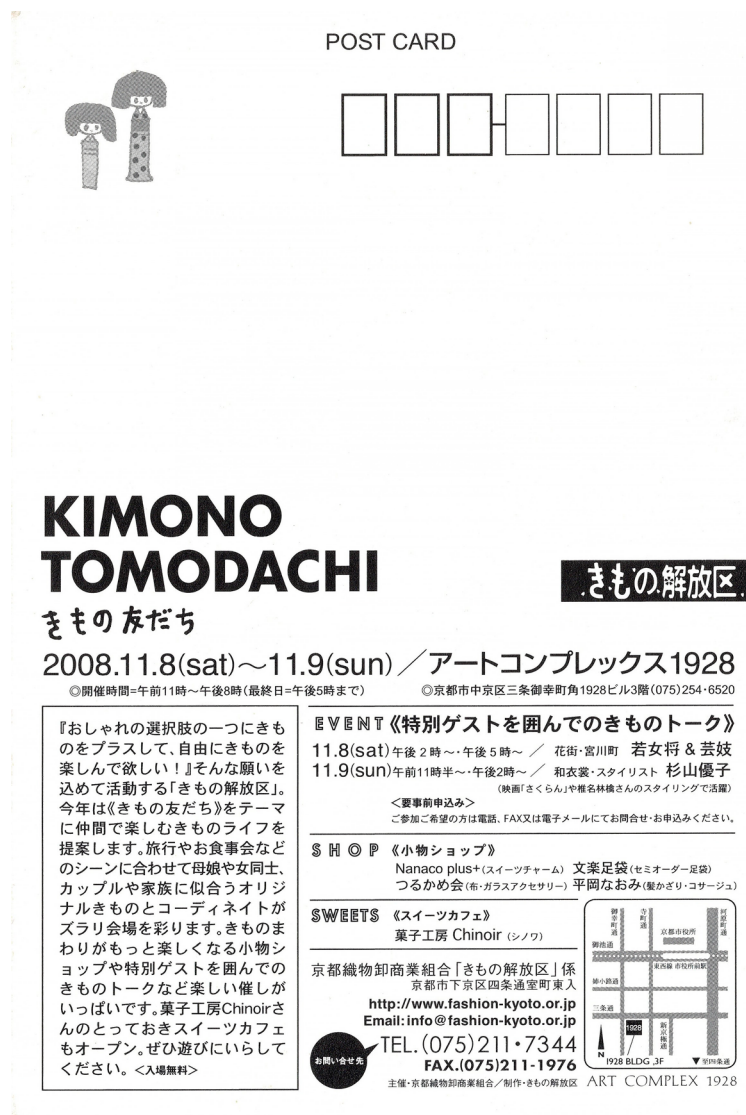 POST CARD
KIMONO
TOMODACHI
きもの友だち
きもの解放区
2008.11.8(sat)〜11.9(sun)／アートコンプレックス1928
◎開催時間=午前11時〜午後8時(最終日=午後5時まで)
◎京都市中京区三条御幸町角1928ビル3階(075)254・6520
『おしゃれの選択肢の一つにきも
のをプラスして、自由にきものを
楽しんで欲しい!』そんな願いを
込めて活動する「きもの解放区」。
今年は《きもの友だち》をテーマ
に仲間で楽しむきものライフを
提案します。旅行やお食事会など
のシーンに合わせて母娘や女同士、
カップルや家族に似合うオリジ
ナルきものとコーディネイトが
ズラリ会場を彩ります。きものま
わりがもっと楽しくなる小物シ
ョップや特別ゲストを囲んでの
きものトークなど楽しい催しが
いっぱいです。菓子工房Chinoirさ
んのとっておきスイーツカフェ
もオープン。ぜひ遊びにいらして
ください。<入場無料>
EVENT《特別ゲストを囲んでのきものトーク》
11.8(sat)午後2時〜・午後5時〜／ 花街・宮川町 若女将 & 芸妓
11.9(sun)午前11時半〜・午後2時〜／ 和衣裳・スタイリスト 杉山優子
(映画「さくらん」や椎名林檎さんのスタイリングで活躍)
<要事前申込み>
ご参加ご希望の方は電話、FAX又は電子メールにてお問合せ・お申込みください。
SHOP 《小物ショップ》
Nanaco plus+(スイーツチャーム) 文楽足袋(セミオーダー足袋)
つるかめ会(布・ガラスアクセサリー) 平岡なおみ(髪かざり・コサージュ)
SWEETS 《スイーツカフェ》
菓子工房 Chinoir (シノワ)
京都織物卸商業組合「きもの解放区」係
京都市下京区四条通室町東入
http://www.fashion-kyoto.or.jp
Email:info@fashion-kyoto.or.jp
お問い合せ先
TEL.(075)211・7344
FAX.(075)211-1976
主催・京都織物卸商業組合／制作・きもの解放区
御幸町通
寺町通
河原町通
京都市役所
御池通
東西線 市役所前駅
姉小路通
三条通
1928
新京極通
N
1928 BLDG ,3F
▼至四条通
ART COMPLEX 1928